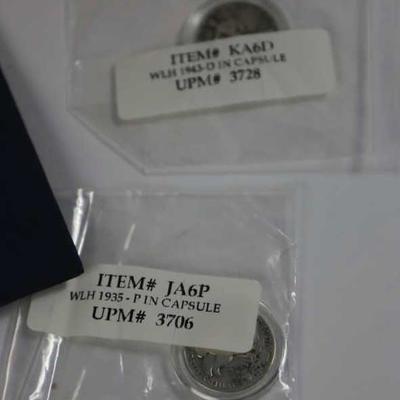 ITEM# KA6D
WLH 1943-D IN CAPSULE
UPM# 3728
ITEM# JA6P
WLH 1935 - P IN CAPSULE
UPM# 3706